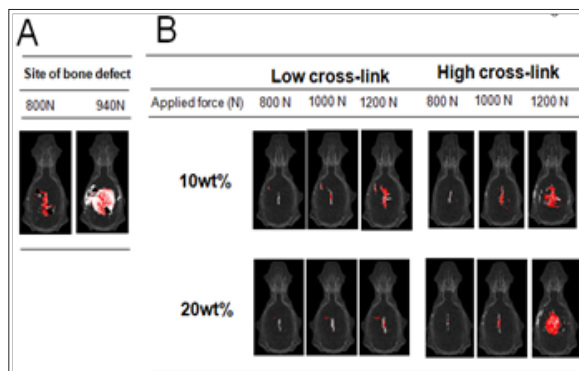 A
B
Site of bone defect
800N 940N
Low cross-link High cross-link
Applied force (N) 800 N 1000 N 1200 N 800 N 1000 N 1200 N
10wt%
20wt%